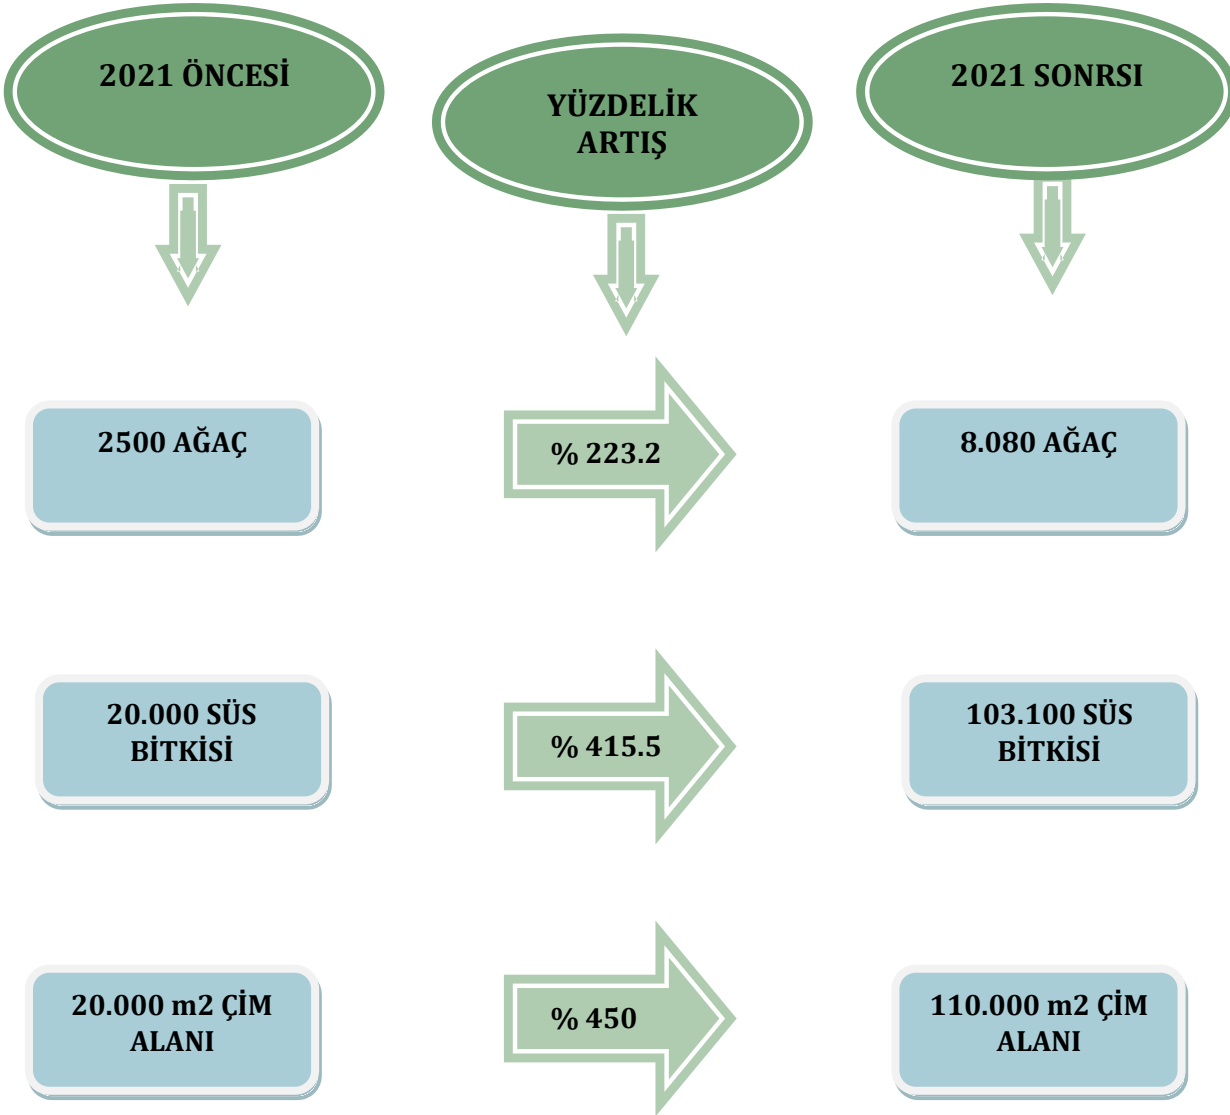 2021 ÖNCESİ
YÜZDELİK
ARTIŞ
2021 SONRSI
2500 AĞAÇ
% 223.2
8.080 AĞAÇ
20.000 SÜS
BİTKİSİ
% 415.5
103.100 SÜS
BİTKİSİ
20.000 m2 ÇİM
ALANI
% 450
110.000 m2 ÇİM
ALANI